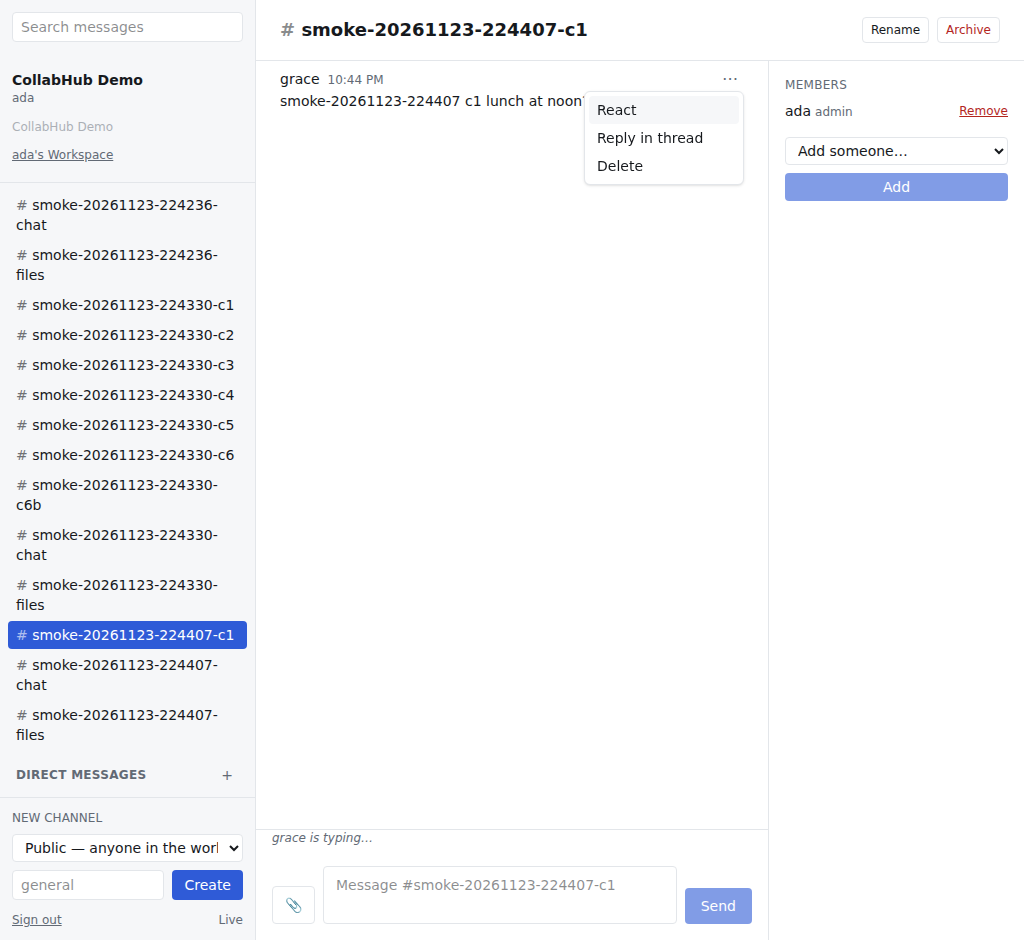 Search messages
CollabHub Demo
ada
CollabHub Demo
ada's Workspace
# smoke-20261123-224236-
chat
# smoke-20261123-224236-
files
# smoke-20261123-224330-c1
# smoke-20261123-224330-c2
# smoke-20261123-224330-c3
# smoke-20261123-224330-c4
# smoke-20261123-224330-c5
# smoke-20261123-224330-c6
# smoke-20261123-224330-
c6b
# smoke-20261123-224330-
chat
# smoke-20261123-224330-
files
# smoke-20261123-224407-c1
# smoke-20261123-224407-
chat
# smoke-20261123-224407-
files
DIRECT MESSAGES +
NEW CHANNEL
Public — anyone in the worl
general
Create
Sign out
Live
# smoke-20261123-224407-c1
Rename
Archive
grace 10:44 PM ...
smoke-20261123-224407 c1 lunch at noon?
React
Reply in thread
Delete
grace is typing…
Message #smoke-20261123-224407-c1
Send
MEMBERS
ada admin
Remove
Add someone…
Add